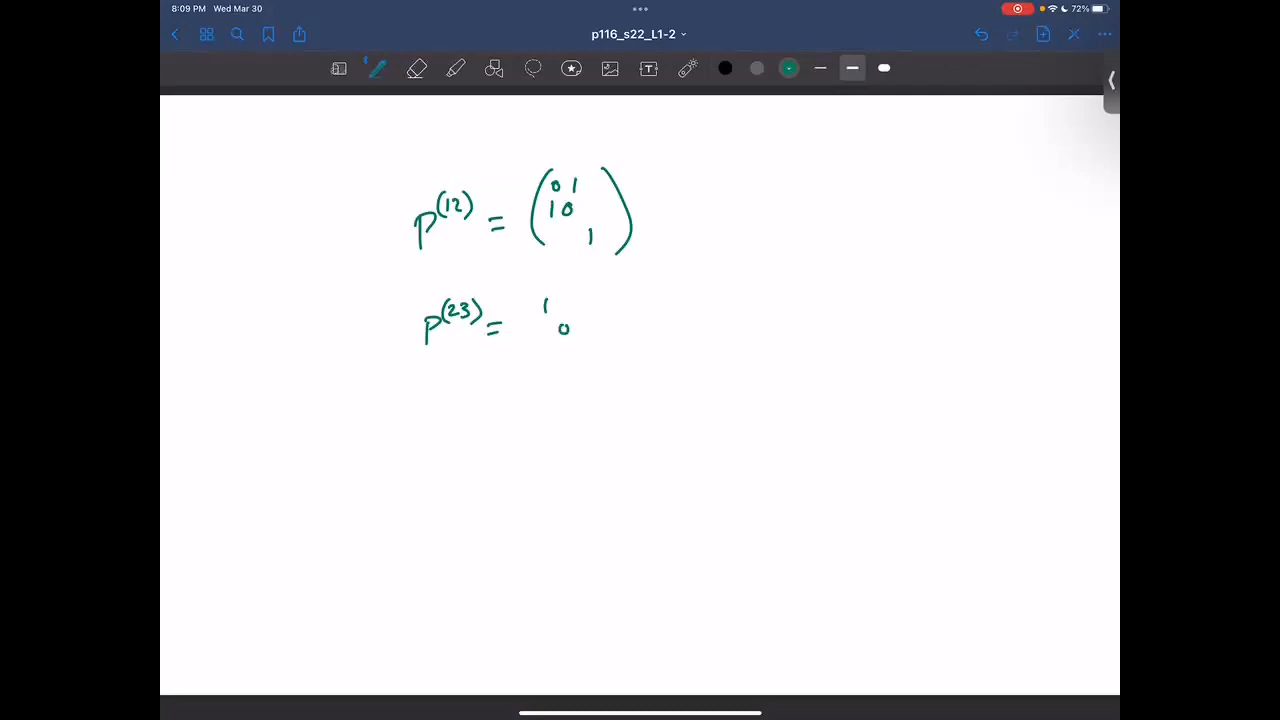 8:09 PM Wed Mar 30
72%
p116_s22_L1-2
T
P^(12) = ( 0 1
1 0
1 )
P^(23) = 1
0